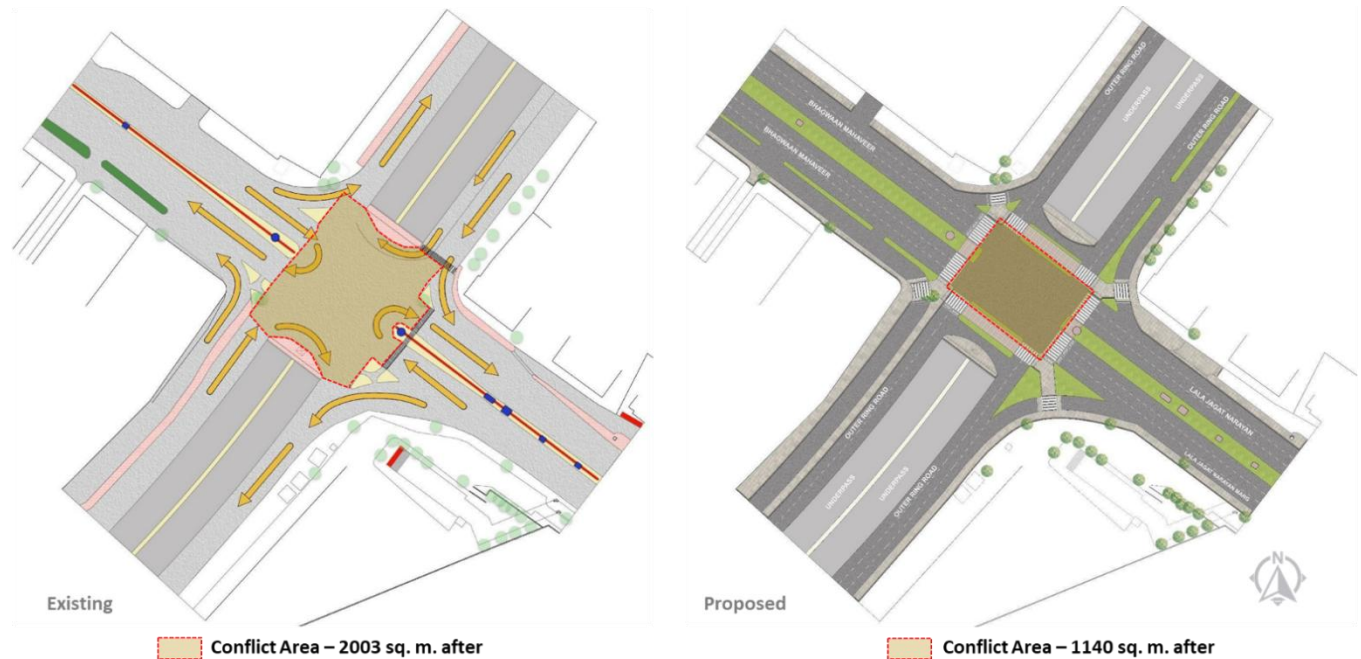 Existing
Conflict Area – 2003 sq. m. after
OUTER RING ROAD
UNDERPASS
UNDERPASS
OUTER RING ROAD
BHAGWAAN MAHAVEER
BHAGWAAN MAHAVEER
LALA JAGAT NARAYAN
LALA JAGAT NARAYAN MARG
OUTER RING ROAD
UNDERPASS
UNDERPASS
OUTER RING ROAD
N
Proposed
Conflict Area – 1140 sq. m. after